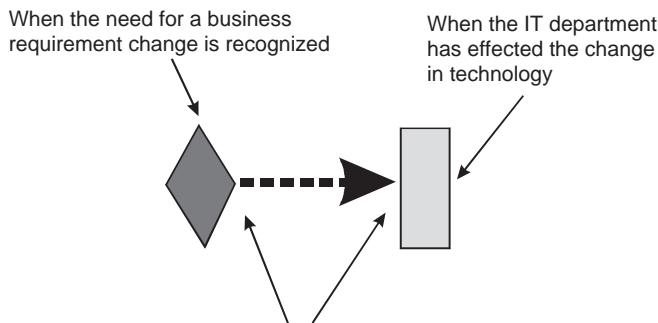 When the need for a business
requirement change is recognized
When the IT department
has effected the change
in technology